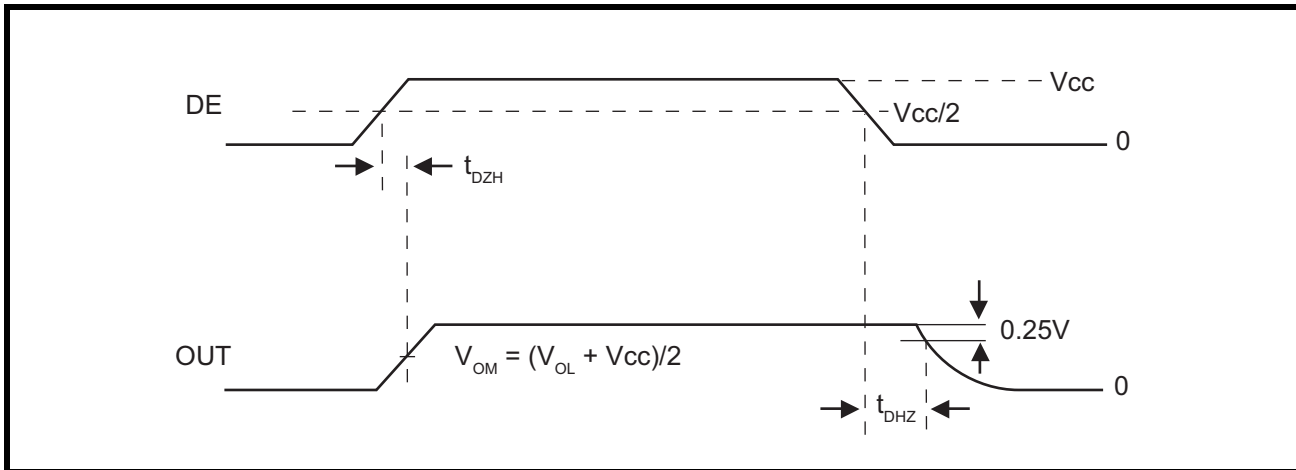 Vcc
DE
Vcc/2
0
tDZH
0.25V
OUT
VOM = (VOL + Vcc)/2
0
tDHZ